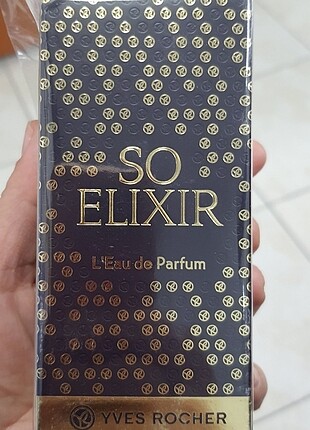 SO
ELIXIR
L'Eau de Parfum
YVES ROCHER